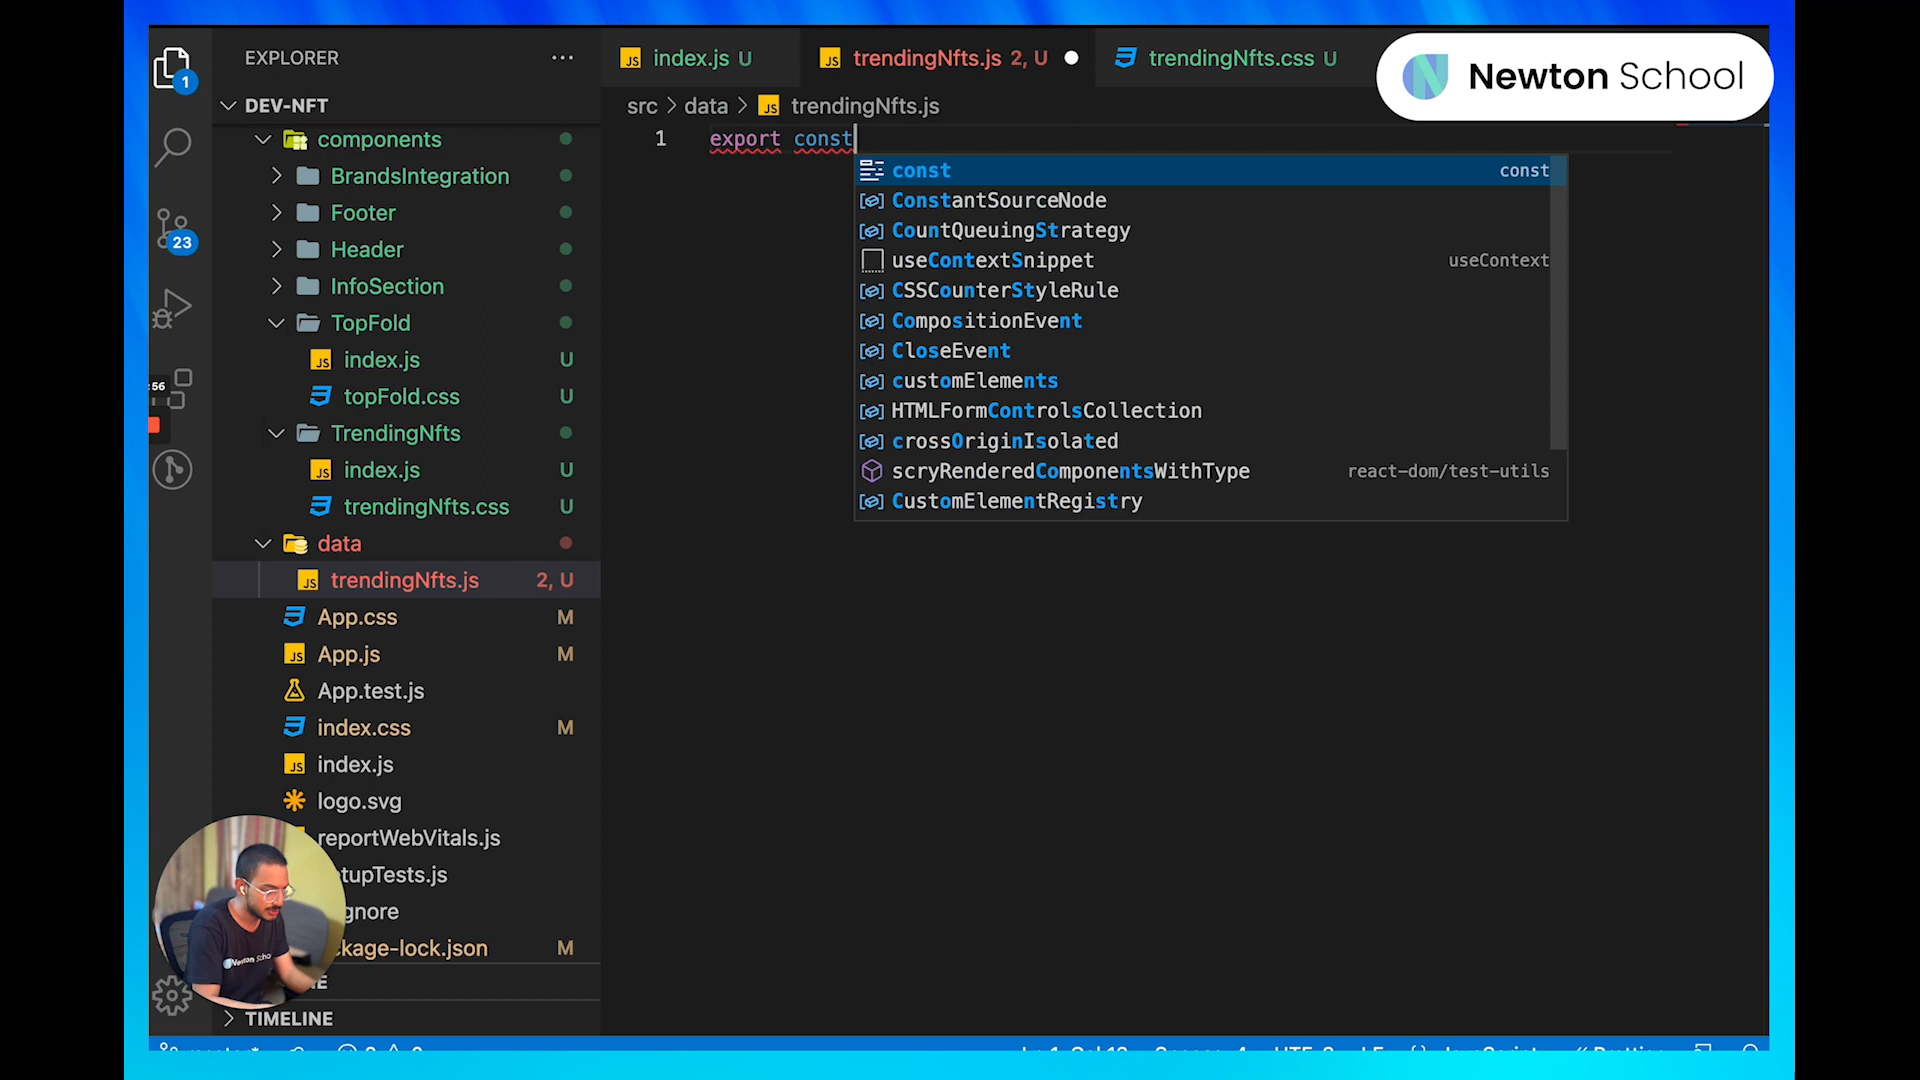 EXPLORER
DEV-NFT
components
BrandsIntegration
Footer
Header
InfoSection
TopFold
index.js U
topFold.css U
TrendingNfts
index.js U
trendingNfts.css U
data
trendingNfts.js 2, U
App.css M
App.js M
App.test.js
index.css M
index.js
logo.svg
reportWebVitals.js
tupTests.js
gnore
ckage-lock.json M
TIMELINE
1
23
:56
index.js U
trendingNfts.js 2, U
trendingNfts.css U
Newton School
src > data > trendingNfts.js
1 export const
const const
ConstantSourceNode
CountQueuingStrategy
useContextSnippet useContext
CSSCounterStyleRule
CompositionEvent
CloseEvent
customElements
HTMLFormControlsCollection
crossOriginIsolated
scryRenderedComponentsWithType react-dom/test-utils
CustomElementRegistry